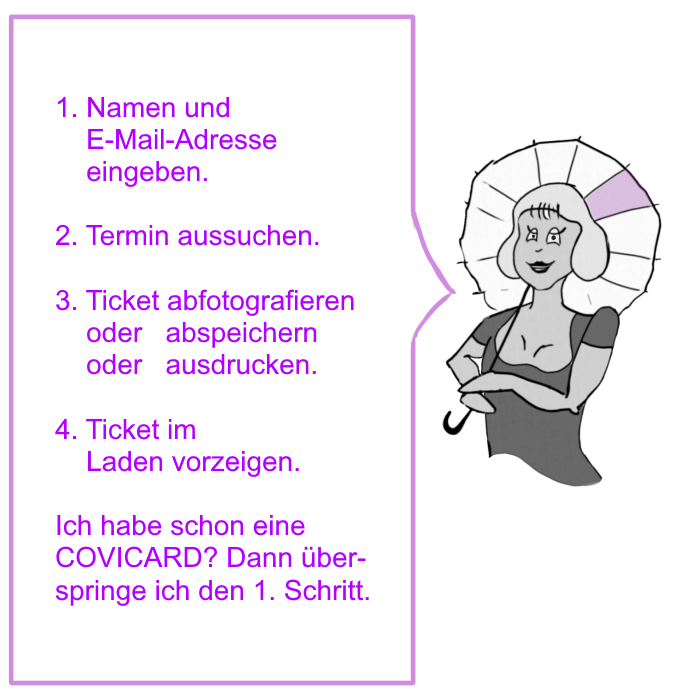 1. Namen und
E-Mail-Adresse
eingeben.
2. Termin aussuchen.
3. Ticket abfotografieren
oder abspeichern
oder ausdrucken.
4. Ticket im
Laden vorzeigen.
Ich habe schon eine
COVICARD? Dann über-
springe ich den 1. Schritt.